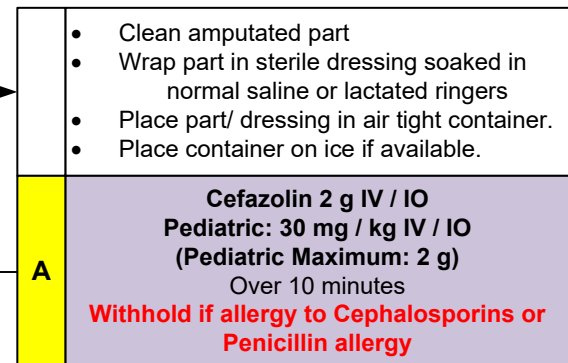 • Clean amputated part
• Wrap part in sterile dressing soaked in
normal saline or lactated ringers
• Place part/ dressing in air tight container.
• Place container on ice if available.
A
Cefazolin 2 g IV / IO
Pediatric: 30 mg / kg IV / IO
(Pediatric Maximum: 2 g)
Over 10 minutes
Withhold if allergy to Cephalosporins or
Penicillin allergy